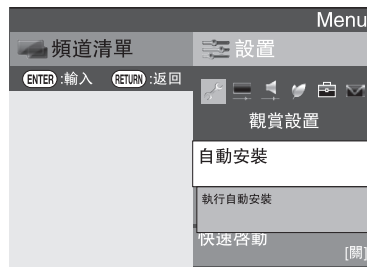 Menu
頻道清單
設置
ENTER :輸入 RETURN :返回
觀賞設置
自動安裝
執行自動安裝
快速啓動
[關]